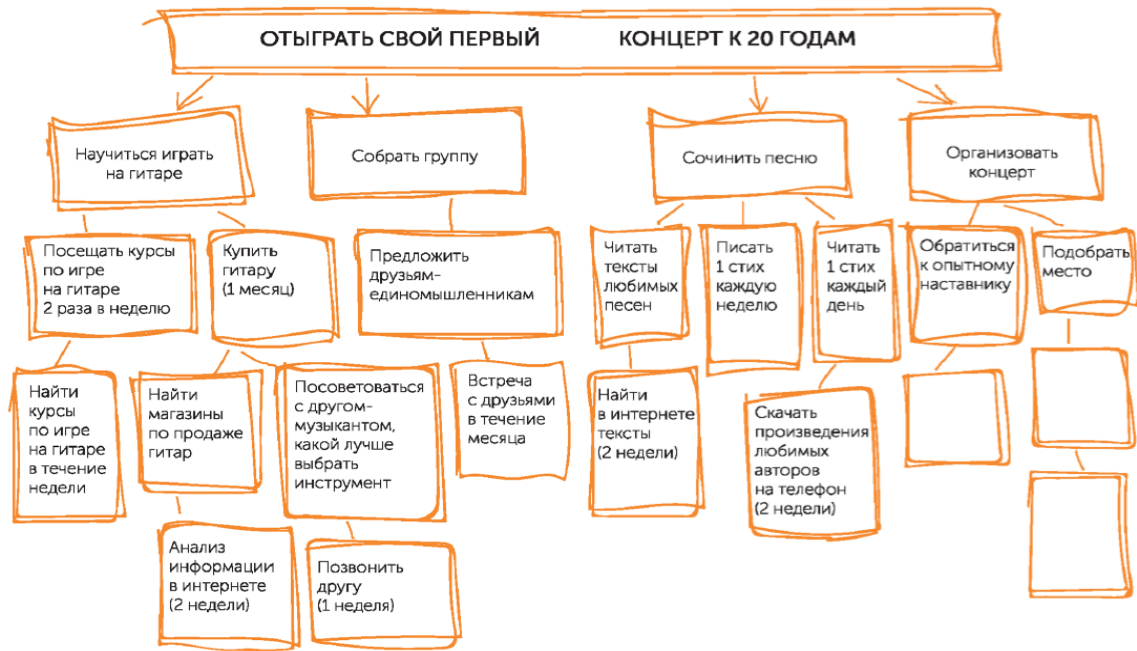 ОТЫГРАТЬ СВОЙ ПЕРВЫЙ КОНЦЕРТ К 20 ГОДАМ
Научиться играть
на гитаре
Собрать группу
Сочинить песню
Организовать
концерт
Посещать курсы
по игре
на гитаре
2 раза в неделю
Купить
гитару
(1 месяц)
Предложить
друзьям-
единомышленникам
Читать
тексты
любимых
песен
Писать
1 стих
каждую
неделю
Читать
1 стих
каждый
день
Обратиться
к опытному
наставнику
Подобрать
место
Найти
курсы
по игре
на гитаре
в течение
недели
Найти
магазины
по продаже
гитар
Посоветоваться
с другом-
музыкантом,
какой лучше
выбрать
инструмент
Встреча
с друзьями
в течение
месяца
Найти
в интернете
тексты
(2 недели)
Скачать
произведения
любимых
авторов
на телефон
(2 недели)
Анализ
информации
в интернете
(2 недели)
Позвонить
другу
(1 неделя)